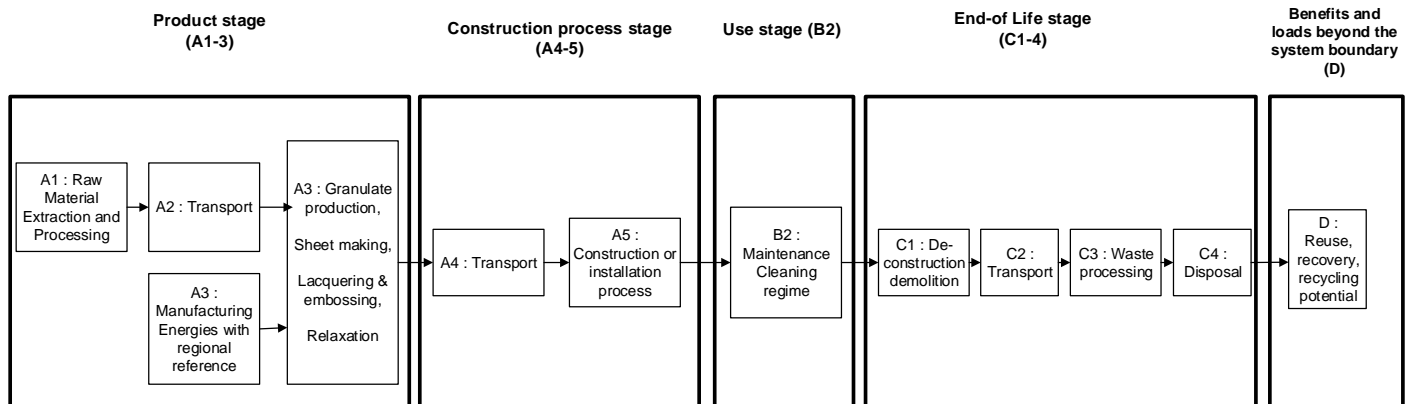 Product stage
(A1-3)
Construction process stage
(A4-5)
Use stage (B2)
End-of Life stage
(C1-4)
Benefits and
loads beyond the
system boundary
(D)
A1 : Raw
Material
Extraction and
Processing
A2 : Transport
A3 :
Manufacturing
Energies with
regional
reference
A3 : Granulate
production,
Sheet making,
Lacquering &
embossing,
Relaxation
A4 : Transport
A5 :
Construction or
installation
process
B2 :
Maintenance
Cleaning
regime
C1 : De-
construction
demolition
C2 :
Transport
C3 : Waste
processing
C4 :
Disposal
D :
Reuse,
recovery,
recycling
potential